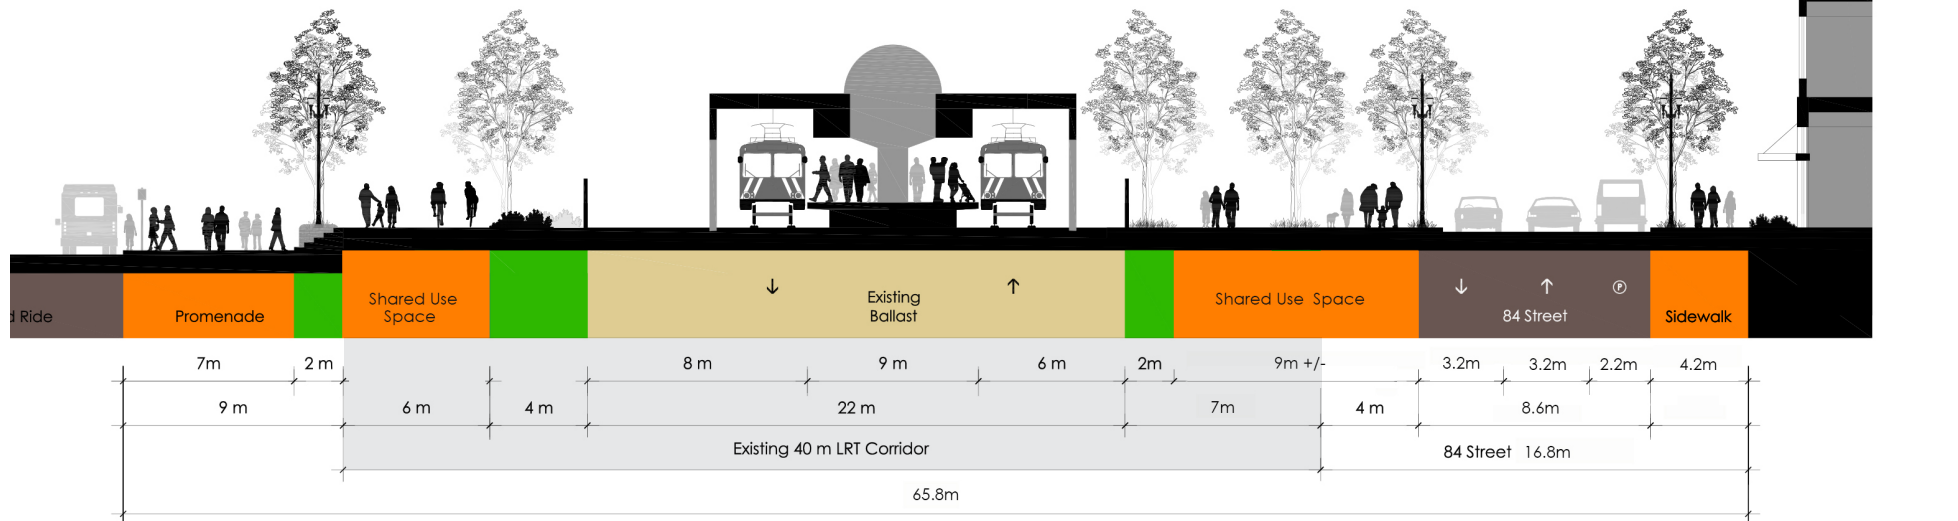 d Ride
Promenade
Shared Use
Space
↓
Existing
Ballast
↑
Shared Use Space
↓ ↑ P
84 Street
Sidewalk
7m 2 m 8 m 9 m 6 m 2m 9m +/- 3.2m 3.2m 2.2m 4.2m
9 m 6 m 4 m 22 m 7m 4 m 8.6m
Existing 40 m LRT Corridor 84 Street 16.8m
65.8m